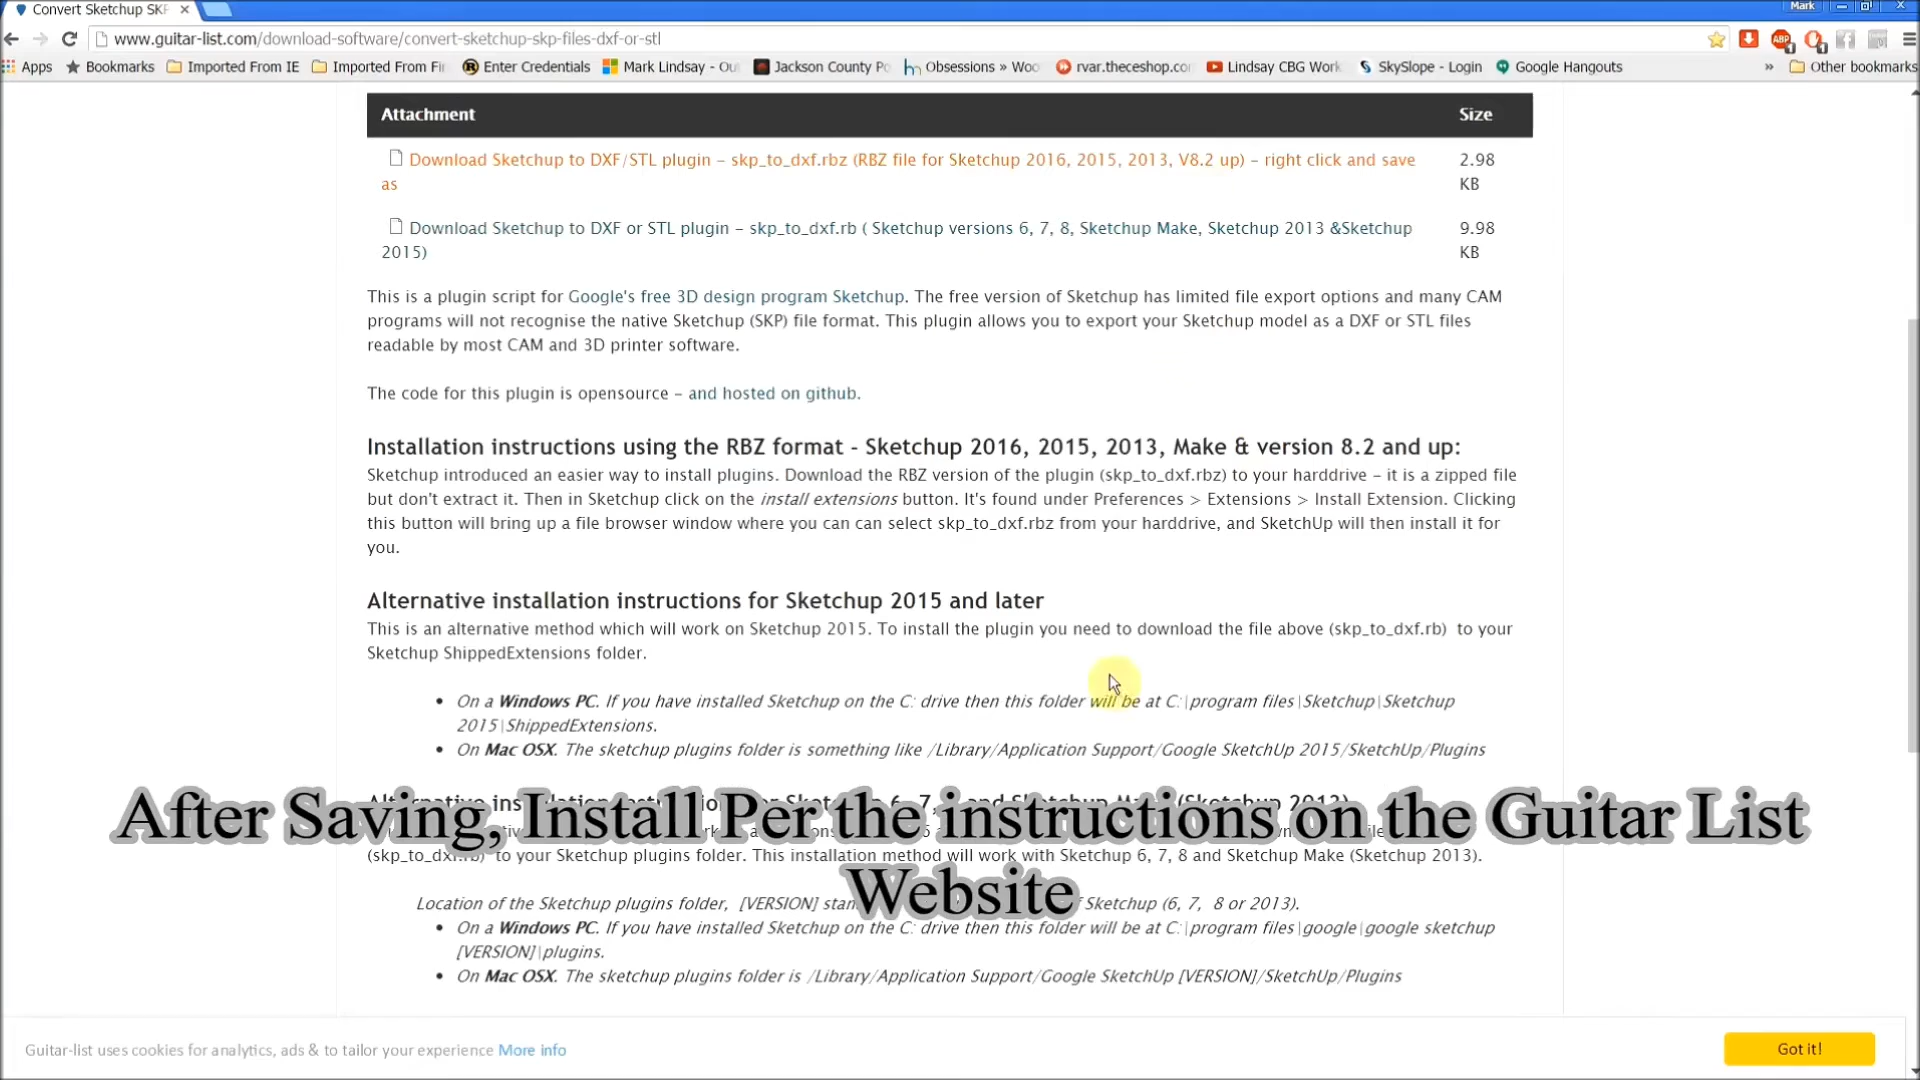 Convert Sketchup SKP
Mark
www.guitar-list.com/download-software/convert-sketchup-skp-files-dxf-or-stl
Apps Bookmarks Imported From IE Imported From Fir Enter Credentials Mark Lindsay - Ou Jackson County Po Obsessions » Woo rvar.theceshop.co Lindsay CBG Work SkySlope - Login Google Hangouts » Other bookmarks
Attachment Size
Download Sketchup to DXF/STL plugin – skp_to_dxf.rbz (RBZ file for Sketchup 2016, 2015, 2013, V8.2 up) – right click and save 2.98
as KB
Download Sketchup to DXF or STL plugin – skp_to_dxf.rb ( Sketchup versions 6, 7, 8, Sketchup Make, Sketchup 2013 &Sketchup 9.98
2015) KB
This is a plugin script for Google's free 3D design program Sketchup. The free version of Sketchup has limited file export options and many CAM
programs will not recognise the native Sketchup (SKP) file format. This plugin allows you to export your Sketchup model as a DXF or STL files
readable by most CAM and 3D printer software.
The code for this plugin is opensource – and hosted on github.
Installation instructions using the RBZ format - Sketchup 2016, 2015, 2013, Make & version 8.2 and up:
Sketchup introduced an easier way to install plugins. Download the RBZ version of the plugin (skp_to_dxf.rbz) to your harddrive – it is a zipped file
but don't extract it. Then in Sketchup click on the install extensions button. It's found under Preferences > Extensions > Install Extension. Clicking
this button will bring up a file browser window where you can can select skp_to_dxf.rbz from your harddrive, and SketchUp will then install it for
you.
Alternative installation instructions for Sketchup 2015 and later
This is an alternative method which will work on Sketchup 2015. To install the plugin you need to download the file above (skp_to_dxf.rb) to your
Sketchup ShippedExtensions folder.
• On a Windows PC. If you have installed Sketchup on the C: drive then this folder will be at C:\program files\Sketchup\Sketchup
2015\ShippedExtensions.
• On Mac OSX. The sketchup plugins folder is something like /Library/Application Support/Google SketchUp 2015/SketchUp/Plugins
After Saving, Install Per the instructions on the Guitar List
Website
(skp_to_dxf.rb) to your Sketchup plugins folder. This installation method will work with Sketchup 6, 7, 8 and Sketchup Make (Sketchup 2013).
Location of the Sketchup plugins folder, [VERSION] Sketchup (6, 7, 8 or 2013).
• On a Windows PC. If you have installed Sketchup on the C: drive then this folder will be at C:\program files\google\google sketchup
[VERSION]\plugins.
• On Mac OSX. The sketchup plugins folder is /Library/Application Support/Google SketchUp [VERSION]/SketchUp/Plugins
Guitar-list uses cookies for analytics, ads & to tailor your experience More info Got it!